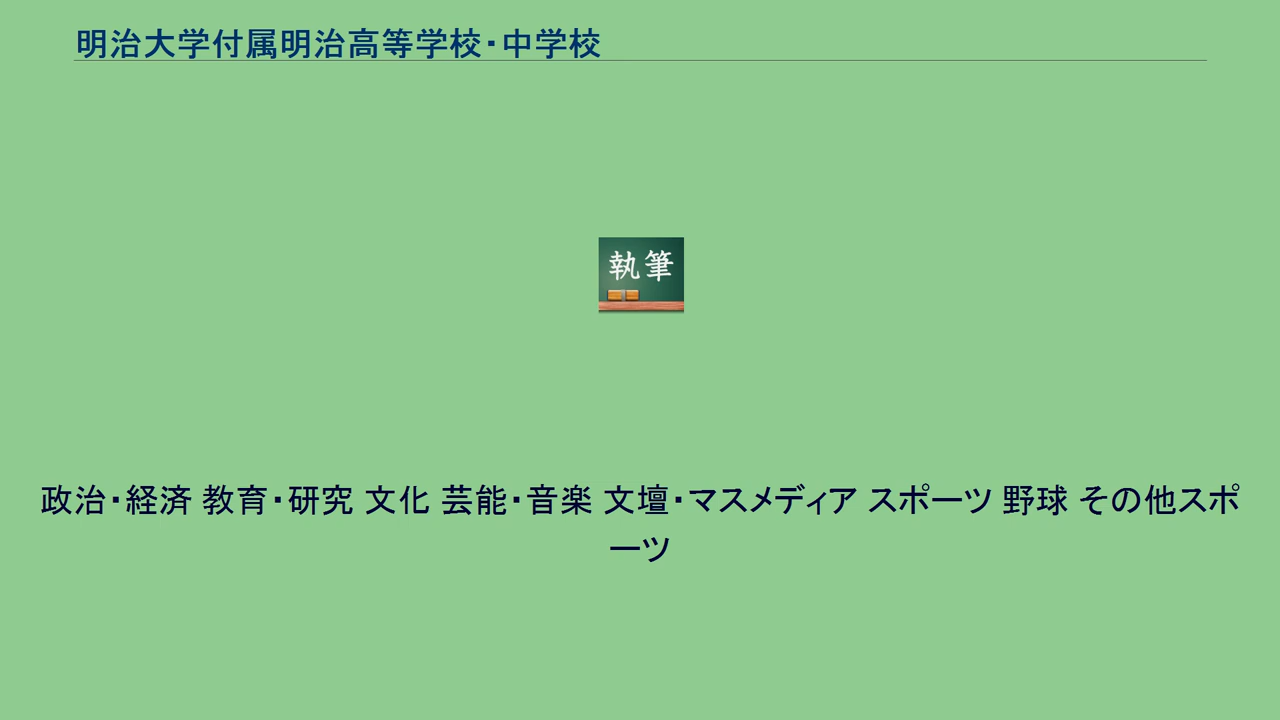 明治大学付属明治高等学校・中学校
執筆
政治・経済 教育・研究 文化 芸能・音楽 文壇・マスメディア スポーツ 野球 その他スポ
ーツ